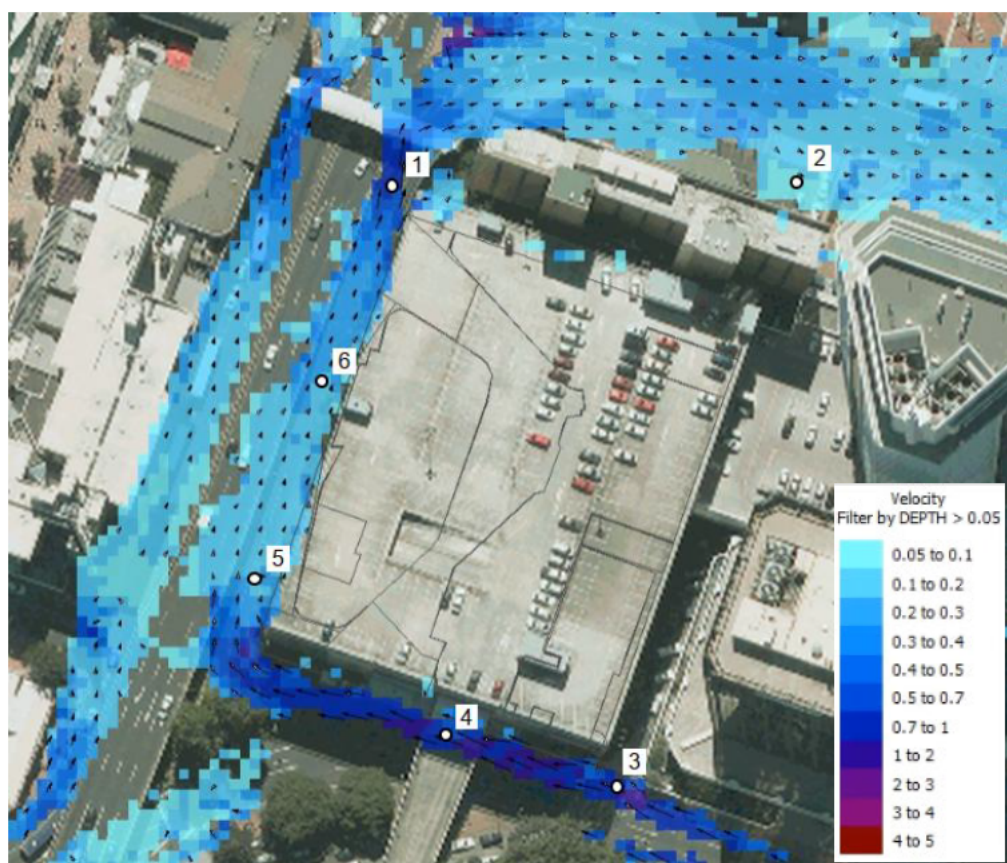 1
2
6
5
4
3
Velocity
Filter by DEPTH > 0.05
0.05 to 0.1
0.1 to 0.2
0.2 to 0.3
0.3 to 0.4
0.4 to 0.5
0.5 to 0.7
0.7 to 1
1 to 2
2 to 3
3 to 4
4 to 5